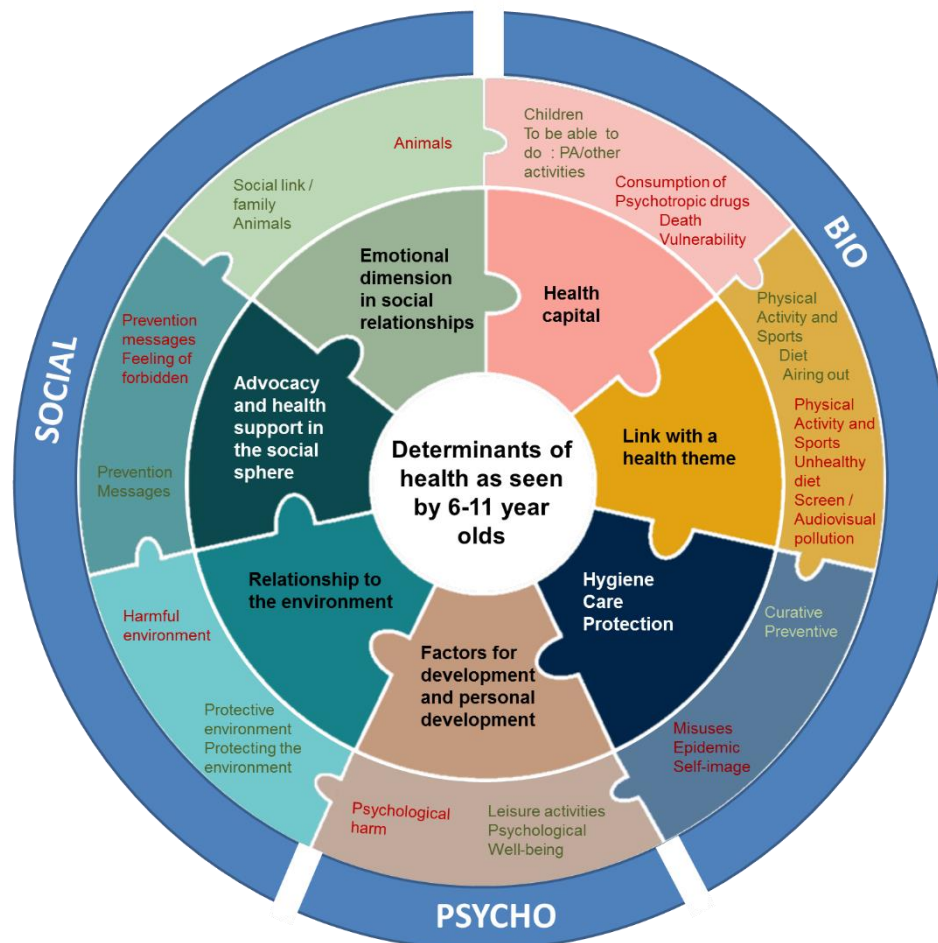 Determinants of
health as seen
by 6-11 year
olds
BIO
Health
capital
Children
To be able to
do : PA/other
activities
Consumption of
Psychotropic drugs
Death
Vulnerability
Link with a
health theme
Physical
Activity and
Sports
Diet
Airing out
Physical
Activity and
Sports
Unhealthy
diet
Screen /
Audiovisual
pollution
Hygiene
Care
Protection
Curative
Preventive
Misuses
Epidemic
Self-image
PSYCHO
Factors for
development
and personal
development
Psychological
harm
Leisure activities
Psychological
Well-being
SOCIAL
Relationship to
the environment
Harmful
environment
Protective
environment
Protecting the
environment
Advocacy
and health
support in
the social
sphere
Prevention
messages
Feeling of
forbidden
Prevention
Messages
Emotional
dimension
in social
relationships
Social link /
family
Animals
Animals